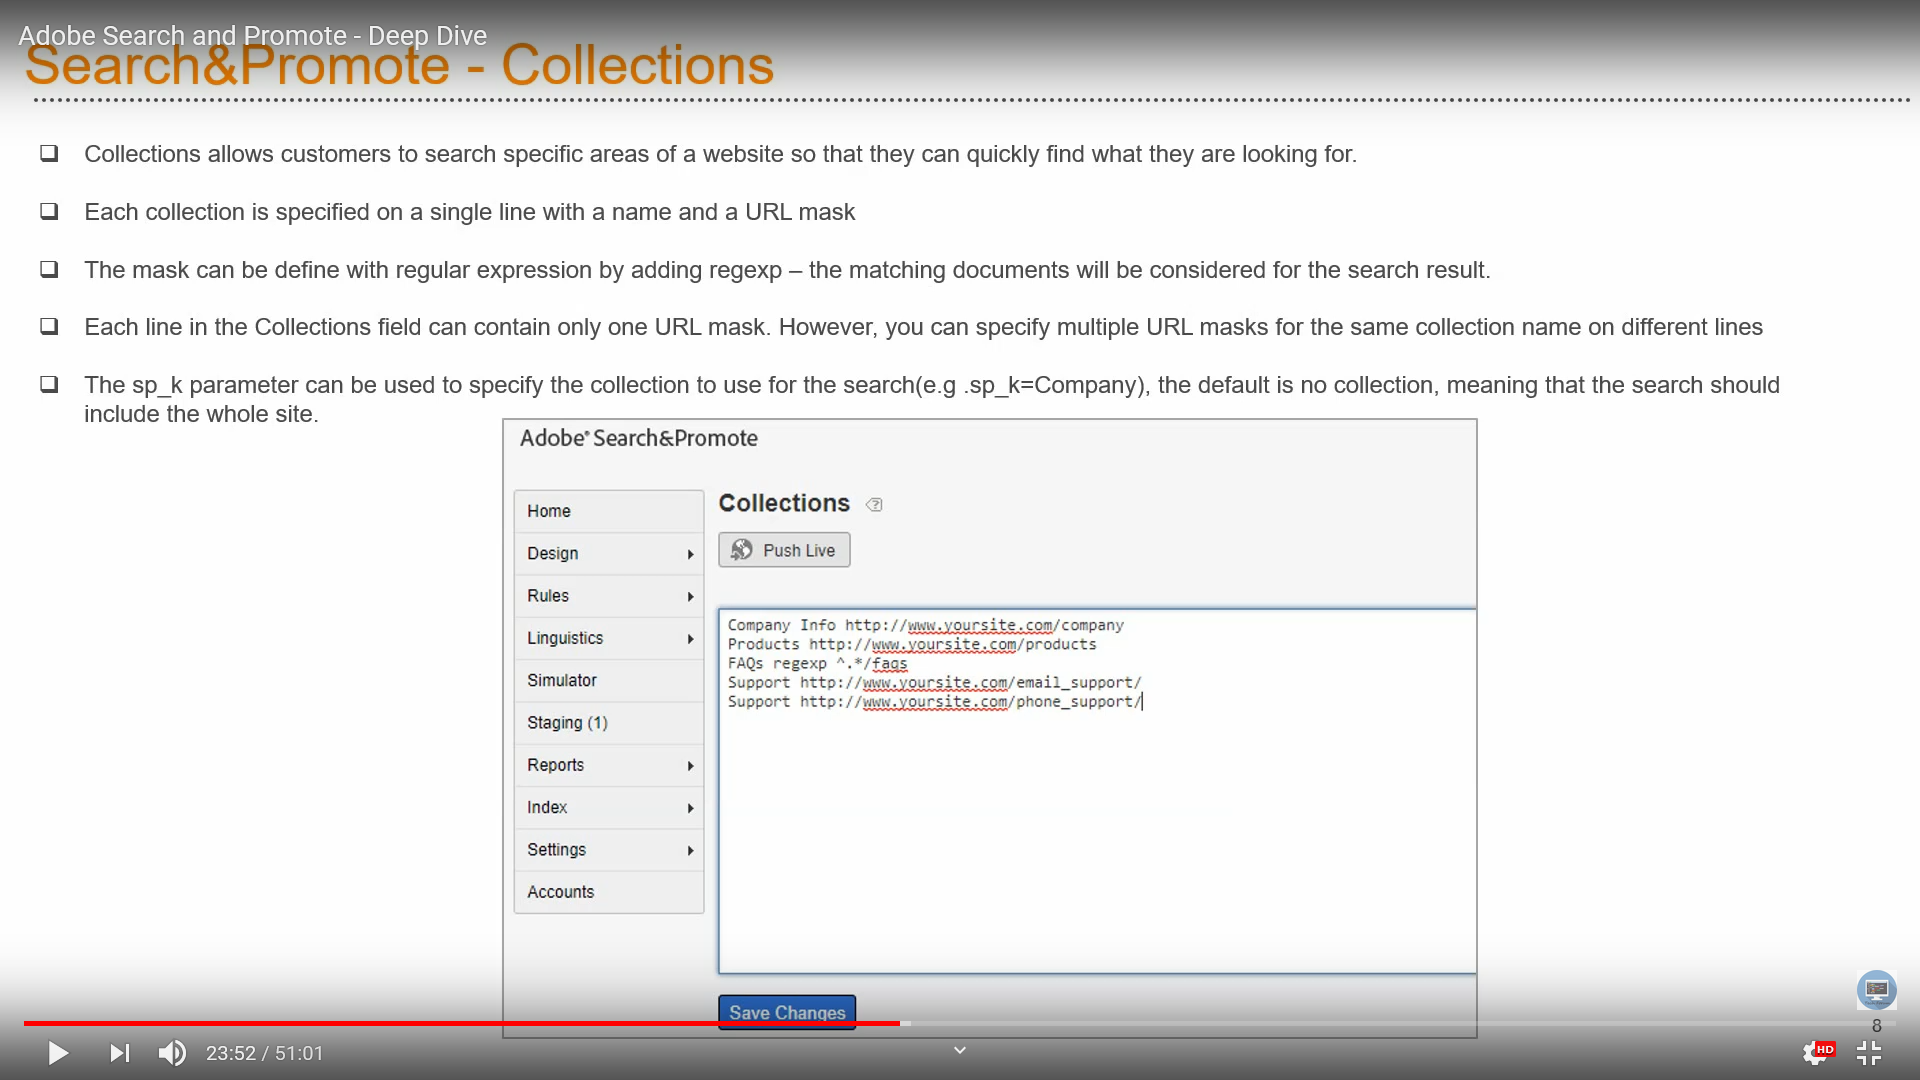 Adobe Search and Promote - Deep Dive
Search&Promote - Collections
Collections allows customers to search specific areas of a website so that they can quickly find what they are looking for.
Each collection is specified on a single line with a name and a URL mask
The mask can be define with regular expression by adding regexp – the matching documents will be considered for the search result.
Each line in the Collections field can contain only one URL mask. However, you can specify multiple URL masks for the same collection name on different lines
The sp_k parameter can be used to specify the collection to use for the search(e.g .sp_k=Company), the default is no collection, meaning that the search should
include the whole site.
Adobe® Search&Promote
Home
Design
Rules
Linguistics
Simulator
Staging (1)
Reports
Index
Settings
Accounts
Collections
Push Live
Company Info http://www.yoursite.com/company
Products http://www.yoursite.com/products
FAQs regexp ^.*/faqs
Support http://www.yoursite.com/email_support/
Support http://www.yoursite.com/phone_support/
Save Changes
8
23:52 / 51:01
HD